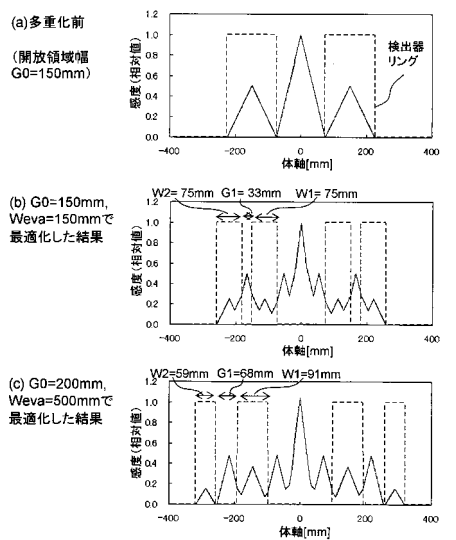 (a)多重化前
(開放領域幅
G0=150mm)
1.2
1.0
0.8
0.6
0.4
0.2
0.0
感度(相対値)
検出器
リング
-400 -200 0 200 400
体軸[mm]
(b) G0=150mm,
Weva=150mmで
最適化した結果
W2= 75mm G1= 33mm W1= 75mm
1.2
1.0
0.8
0.6
0.4
0.2
0.0
感度(相対値)
-400 -200 0 200 400
体軸[mm]
(c) G0=200mm,
Weva=500mmで
最適化した結果
W2=59mm G1=68mm W1=91mm
1.2
1.0
0.8
0.6
0.4
0.2
0.0
感度(相対値)
-400 -200 0 200 400
体軸[mm]